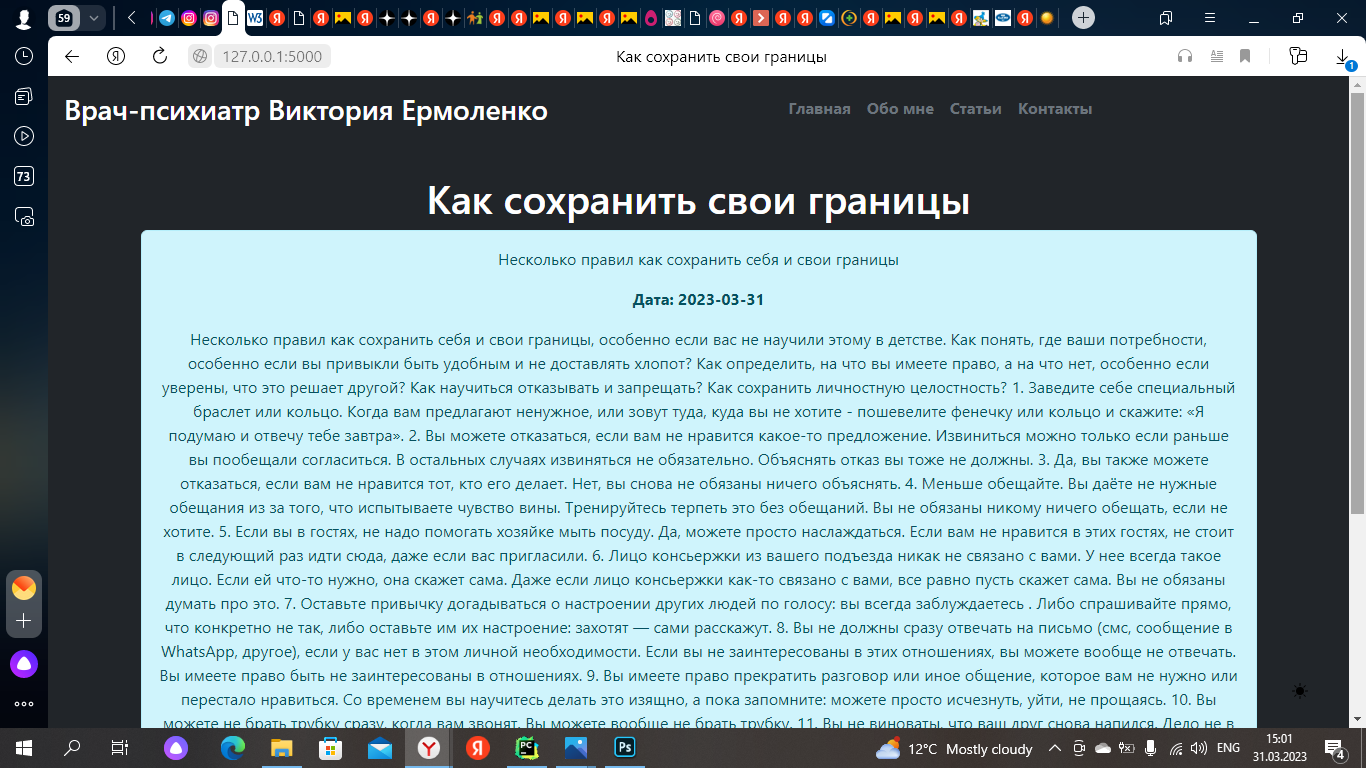 59
127.0.0.1:5000
Как сохранить свои границы
1
73
Врач-психиатр Виктория Ермоленко
Главная Обо мне Статьи Контакты
Как сохранить свои границы
Несколько правил как сохранить себя и свои границы
Дата: 2023-03-31
Несколько правил как сохранить себя и свои границы, особенно если вас не научили этому в детстве. Как понять, где ваши потребности,
особенно если вы привыкли быть удобным и не доставлять хлопот? Как определить, на что вы имеете право, а на что нет, особенно если
уверены, что это решает другой? Как научиться отказывать и запрещать? Как сохранить личностную целостность? 1. Заведите себе специальный
браслет или кольцо. Когда вам предлагают ненужное, или зовут туда, куда вы не хотите - пошевелите фенечку или кольцо и скажите: «Я
подумаю и отвечу тебе завтра». 2. Вы можете отказаться, если вам не нравится какое-то предложение. Извиниться можно только если раньше
вы пообещали согласиться. В остальных случаях извиняться не обязательно. Объяснять отказ вы тоже не должны. 3. Да, вы также можете
отказаться, если вам не нравится тот, кто его делает. Нет, вы снова не обязаны ничего объяснять. 4. Меньше обещайте. Вы даёте не нужные
обещания из за того, что испытываете чувство вины. Тренируйтесь терпеть это без обещаний. Вы не обязаны никому ничего обещать, если не
хотите. 5. Если вы в гостях, не надо помогать хозяйке мыть посуду. Да, можете просто наслаждаться. Если вам не нравится в этих гостях, не стоит
в следующий раз идти сюда, даже если вас пригласили. 6. Лицо консьержки из вашего подъезда никак не связано с вами. У нее всегда такое
лицо. Если ей что-то нужно, она скажет сама. Даже если лицо консьержки как-то связано с вами, все равно пусть скажет сама. Вы не обязаны
думать про это. 7. Оставьте привычку догадываться о настроении других людей по голосу: вы всегда заблуждаетесь . Либо спрашивайте прямо,
что конкретно не так, либо оставьте им их настроение: захотят — сами расскажут. 8. Вы не должны сразу отвечать на письмо (смс, сообщение в
WhatsApp, другое), если у вас нет в этом личной необходимости. Если вы не заинтересованы в этих отношениях, вы можете вообще не отвечать.
Вы имеете право быть не заинтересованы в отношениях. 9. Вы имеете право прекратить разговор или иное общение, которое вам не нужно или
перестало нравиться. Со временем вы научитесь делать это изящно, а пока запомните: можете просто исчезнуть, уйти, не прощаясь. 10. Вы
можете не брать трубку сразу, когда вам звонят. Вы можете вообще не брать трубку. 11. Вы не виноваты, что ваш друг снова напился. Дело не в
12°C Mostly cloudy
ENG
15:01
31.03.2023
4